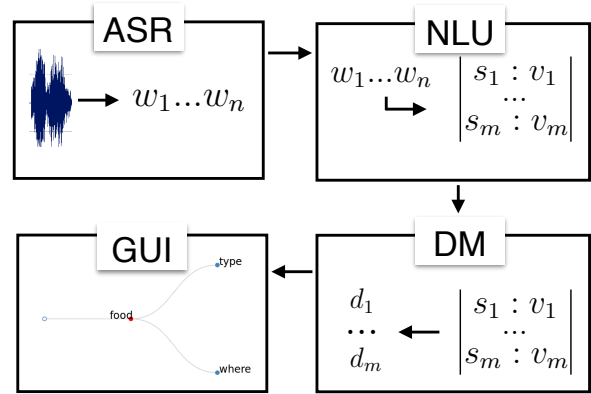 ASR
w1...wn
NLU
w1...wn
s1 : v1
...
sm : vm
GUI
type
food
where
DM
d1
...
dm
s1 : v1
...
sm : vm